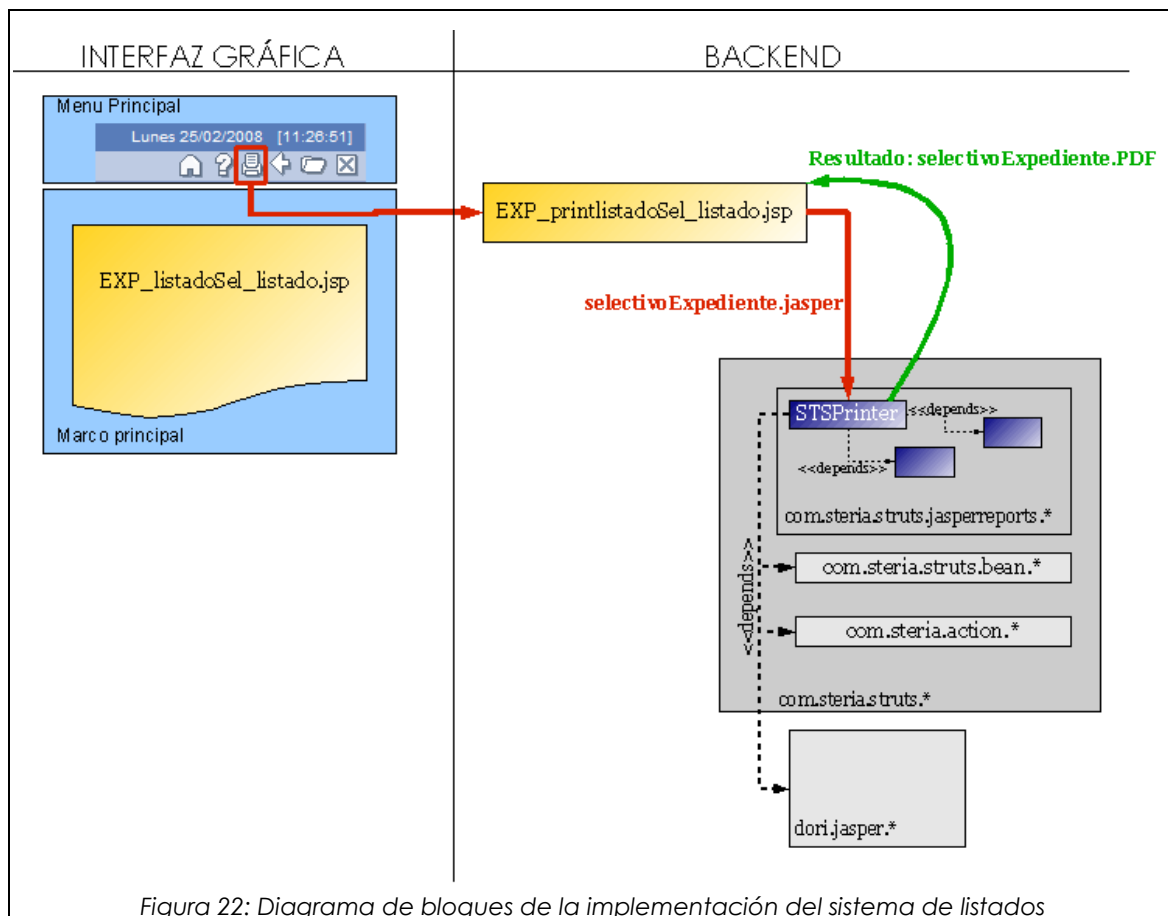 INTERFAZ GRÁFICA
BACKEND
Menu Principal
Lunes 25/02/2008 [11:26:51]
Resultado: selectivoExpediente.PDF
EXP_printlistadoSel_listado.jsp
EXP_listadoSel_listado.jsp
selectivoExpediente.jasper
Marco principal
STSPrinter
<<depends>>
<<depends>>
com.steria.struts.jasperreports.*
<<depends>>
com.steria.struts.bean.*
com.steria.action.*
com.steria.struts.*
dori.jasper.*
Figura 22: Diagrama de bloques de la implementación del sistema de listados